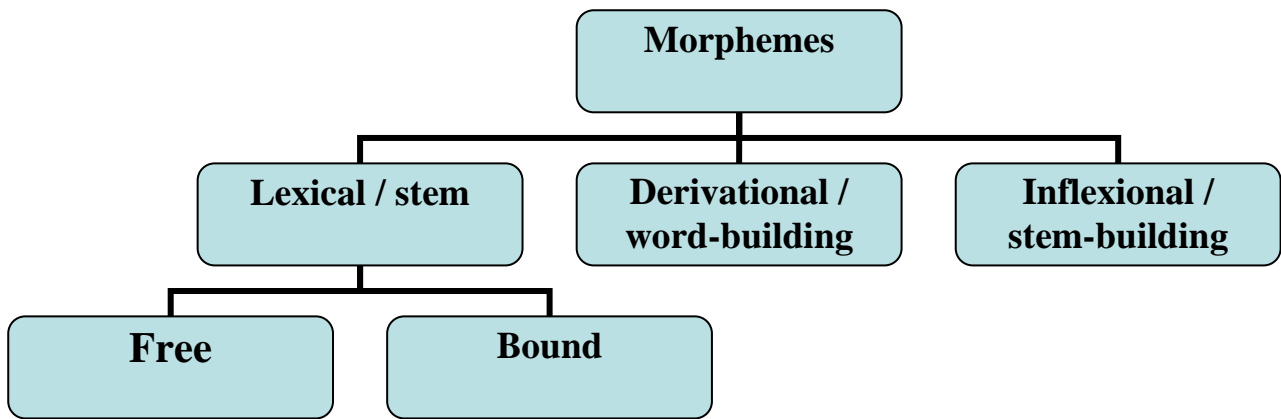 Morphemes
Lexical / stem
Derivational /
word-building
Inflexional /
stem-building
Free
Bound